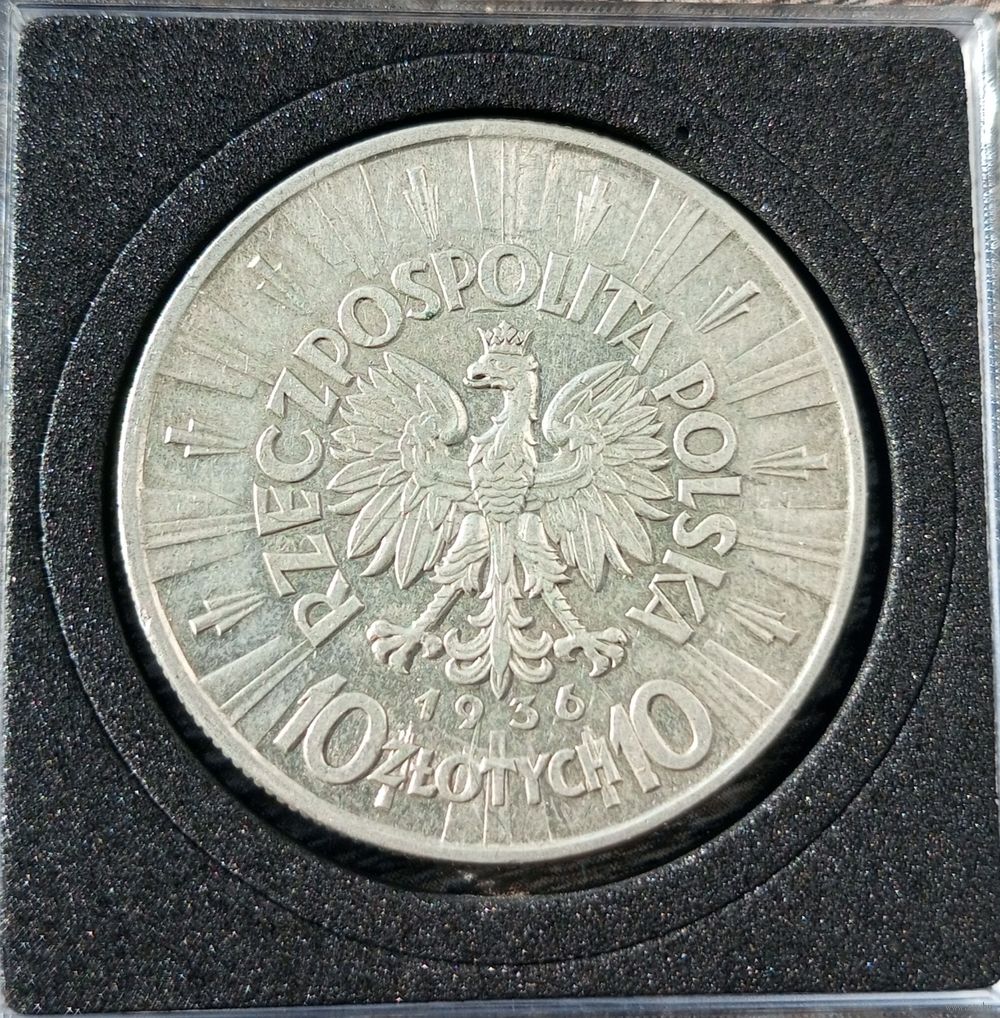 RZECZPOSPOLITA POLSKA
1936
10 ZŁOTYCH 10